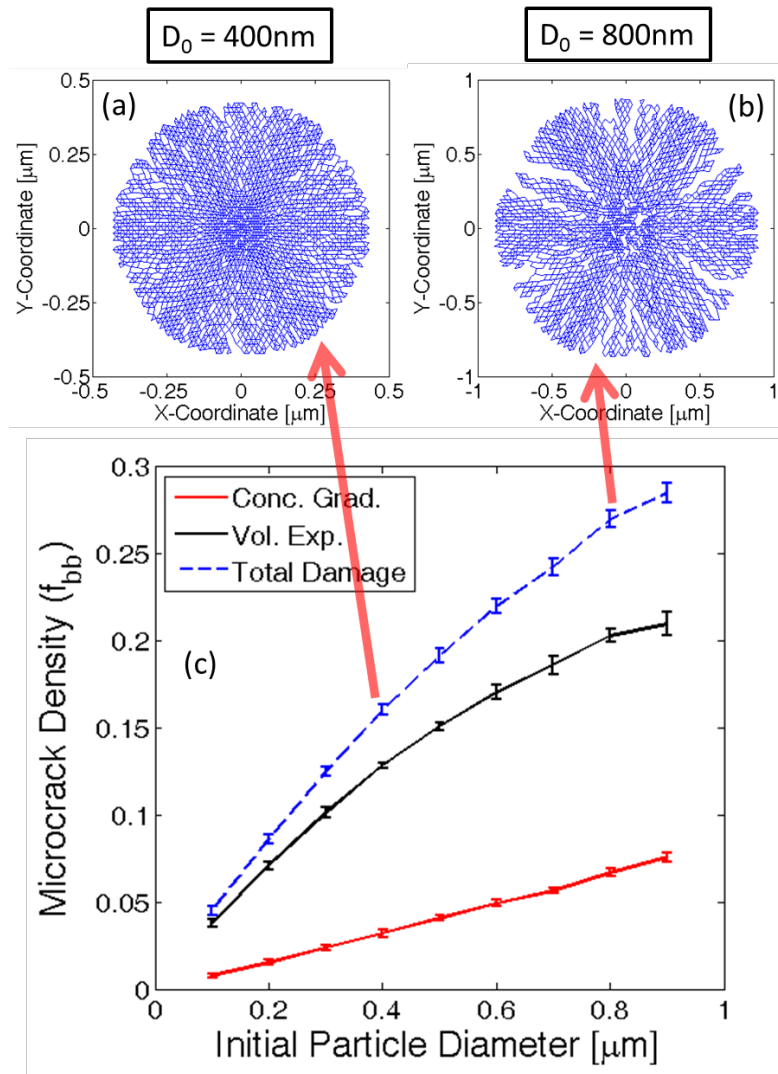 D₀ = 400nm
D₀ = 800nm
(a)
0.5
0.25
0
-0.25
-0.5
-0.5 -0.25 0 0.25 0.5
X-Coordinate [μm]
Y-Coordinate [μm]
(b)
1
0.5
0
-0.5
-1
-1 -0.5 0 0.5 1
X-Coordinate [μm]
Y-Coordinate [μm]
Conc. Grad.
Vol. Exp.
Total Damage
(c)
0.3
0.25
0.2
0.15
0.1
0.05
0
0 0.2 0.4 0.6 0.8 1
Initial Particle Diameter [μm]
Microcrack Density (f_bb)